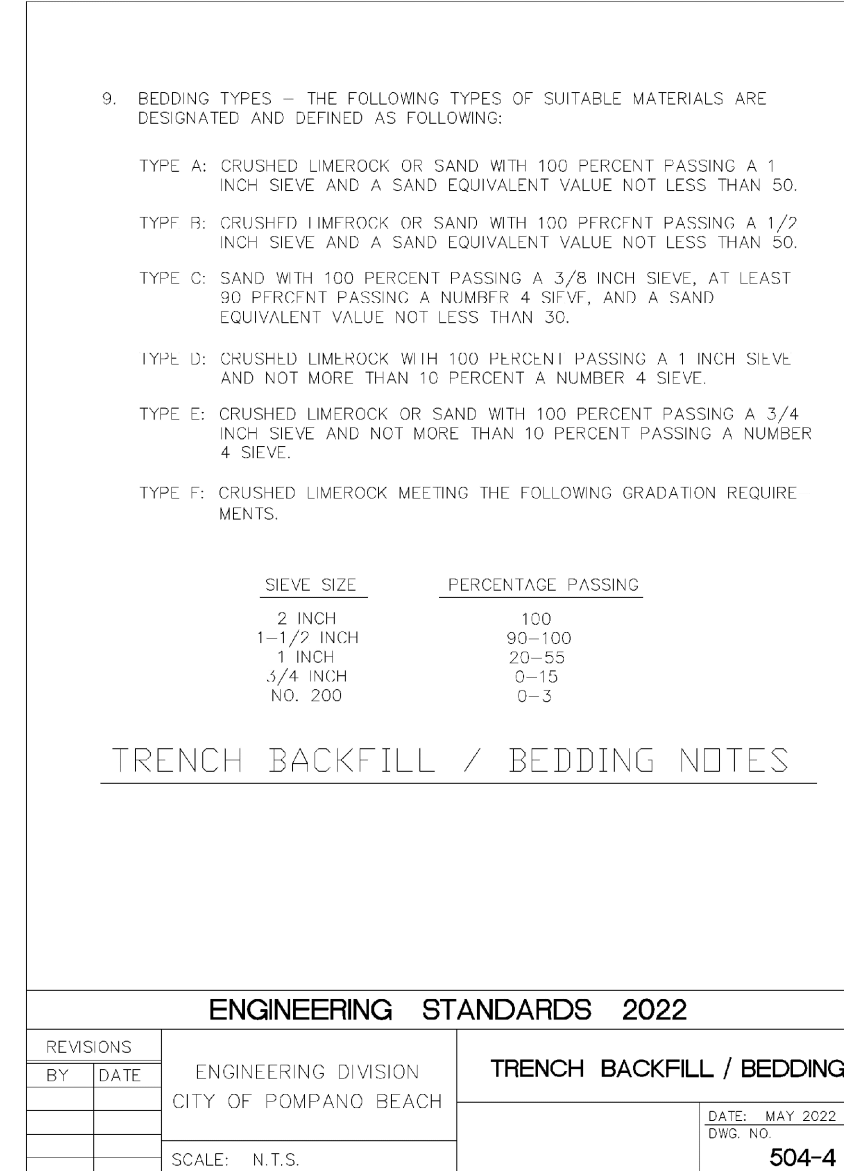 9. BEDDING TYPES – THE FOLLOWING TYPES OF SUITABLE MATERIALS ARE
DESIGNATED AND DEFINED AS FOLLOWING:
TYPE A: CRUSHED LIMEROCK OR SAND WITH 100 PERCENT PASSING A 1
INCH SIEVE AND A SAND EQUIVALENT VALUE NOT LESS THAN 50.
TYPE B: CRUSHED LIMEROCK OR SAND WITH 100 PERCENT PASSING A 1/2
INCH SIEVE AND A SAND EQUIVALENT VALUE NOT LESS THAN 50.
TYPE C: SAND WITH 100 PERCENT PASSING A 3/8 INCH SIEVE, AT LEAST
90 PERCENT PASSING A NUMBER 4 SIEVE, AND A SAND
EQUIVALENT VALUE NOT LESS THAN 30.
TYPE D: CRUSHED LIMEROCK WITH 100 PERCENT PASSING A 1 INCH SIEVE
AND NOT MORE THAN 10 PERCENT A NUMBER 4 SIEVE.
TYPE E: CRUSHED LIMEROCK OR SAND WITH 100 PERCENT PASSING A 3/4
INCH SIEVE AND NOT MORE THAN 10 PERCENT PASSING A NUMBER
4 SIEVE.
TYPE F: CRUSHED LIMEROCK MEETING THE FOLLOWING GRADATION REQUIRE
MENTS.
SIEVE SIZE PERCENTAGE PASSING
2 INCH 100
1–1/2 INCH 90–100
1 INCH 20–55
3/4 INCH 0–15
NO. 200 0–3
TRENCH BACKFILL / BEDDING NOTES
ENGINEERING STANDARDS 2022
REVISIONS
BY DATE
ENGINEERING DIVISION
CITY OF POMPANO BEACH
SCALE: N.T.S.
TRENCH BACKFILL / BEDDING
DATE: MAY 2022
DWG. NO.
504-4